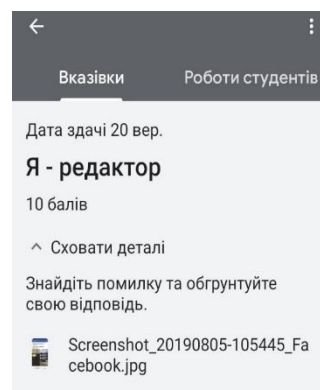 Вказівки Роботи студентів
Дата здачі 20 вер.
Я - редактор
10 балів
Сховати деталі
Знайдіть помилку та обгрунтуйте
свою відповідь.
Screenshot_20190805-105445_Fa
cebook.jpg